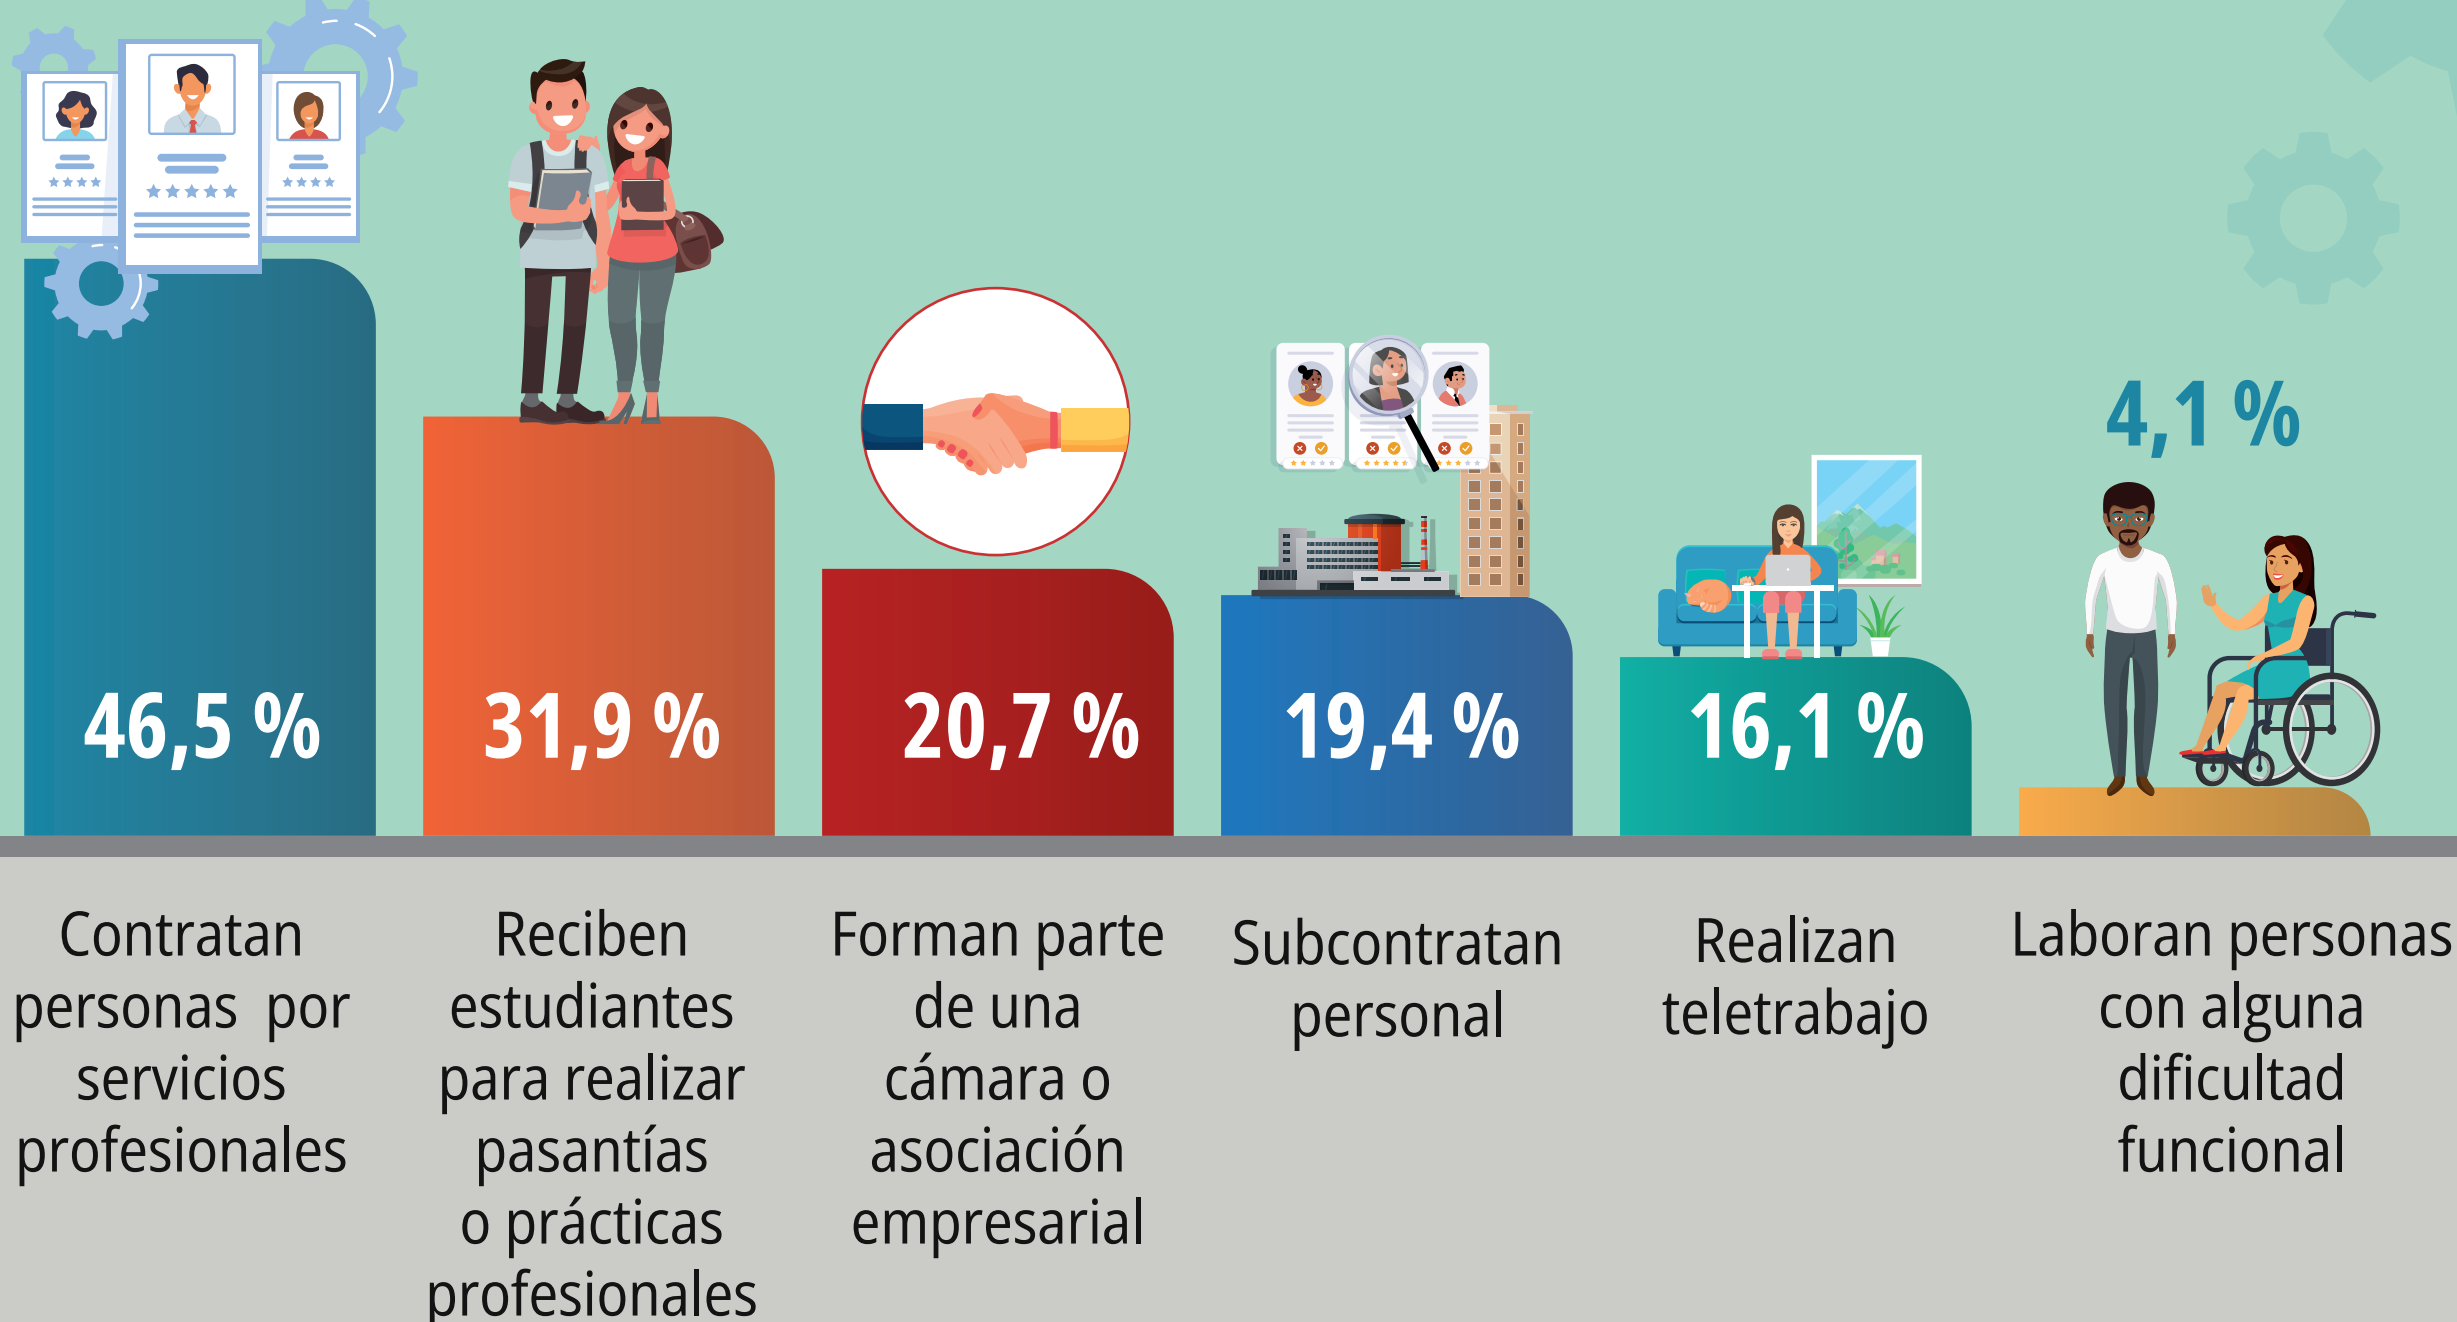 46,5 %
31,9 %
20,7 %
19,4 %
16,1 %
4,1 %
Contratan
personas por
servicios
profesionales
Reciben
estudiantes
para realizar
pasantías
o prácticas
profesionales
Forman parte
de una
cámara o
asociación
empresarial
Subcontratan
personal
Realizan
teletrabajo
Laboran personas
con alguna
dificultad
funcional